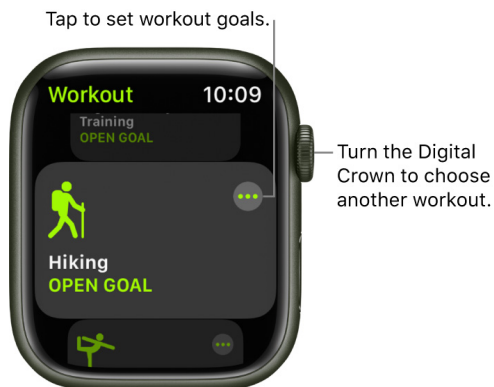 Tap to set workout goals.
Workout 10:09
Training
OPEN GOAL
Turn the Digital
Crown to choose
another workout.
Hiking
OPEN GOAL